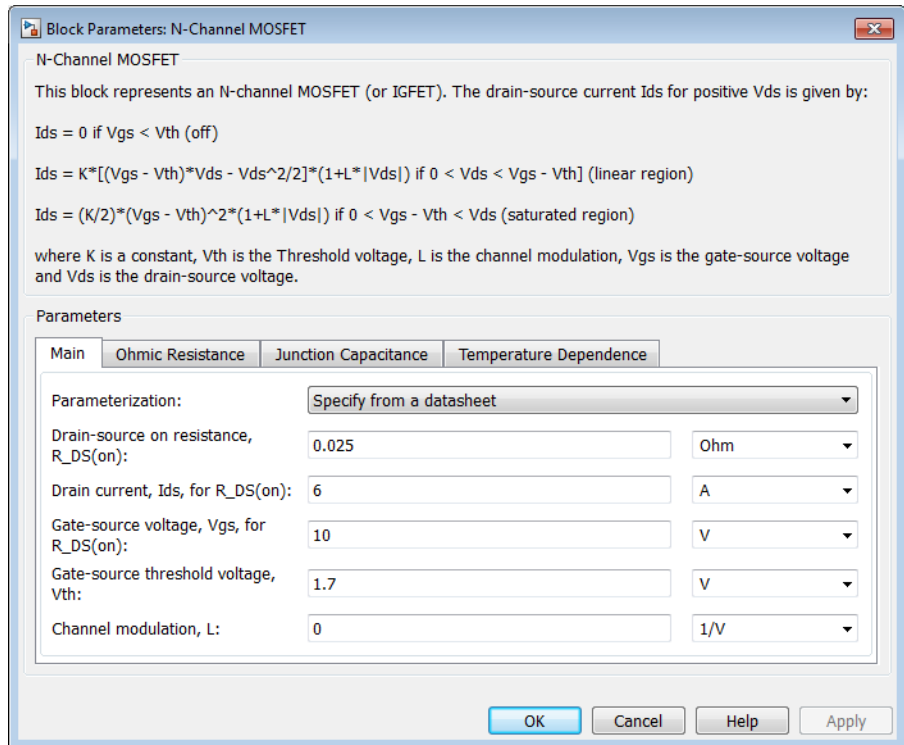 Block Parameters: N-Channel MOSFET
N-Channel MOSFET
This block represents an N-channel MOSFET (or IGFET). The drain-source current Ids for positive Vds is given by:
Ids = 0 if Vgs < Vth (off)
Ids = K*[(Vgs - Vth)*Vds - Vds^2/2]*(1+L*|Vds|) if 0 < Vds < Vgs - Vth] (linear region)
Ids = (K/2)*(Vgs - Vth)^2*(1+L*|Vds|) if 0 < Vgs - Vth < Vds (saturated region)
where K is a constant, Vth is the Threshold voltage, L is the channel modulation, Vgs is the gate-source voltage
and Vds is the drain-source voltage.
Parameters
Main Ohmic Resistance Junction Capacitance Temperature Dependence
Parameterization: Specify from a datasheet
Drain-source on resistance,
R_DS(on): 0.025 Ohm
Drain current, Ids, for R_DS(on): 6 A
Gate-source voltage, Vgs, for
R_DS(on): 10 V
Gate-source threshold voltage,
Vth: 1.7 V
Channel modulation, L: 0 1/V
OK Cancel Help Apply